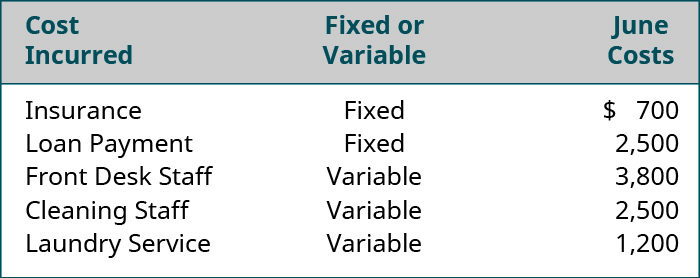 Cost Incurred Fixed or Variable June Costs
Insurance Fixed $ 700
Loan Payment Fixed 2,500
Front Desk Staff Variable 3,800
Cleaning Staff Variable 2,500
Laundry Service Variable 1,200